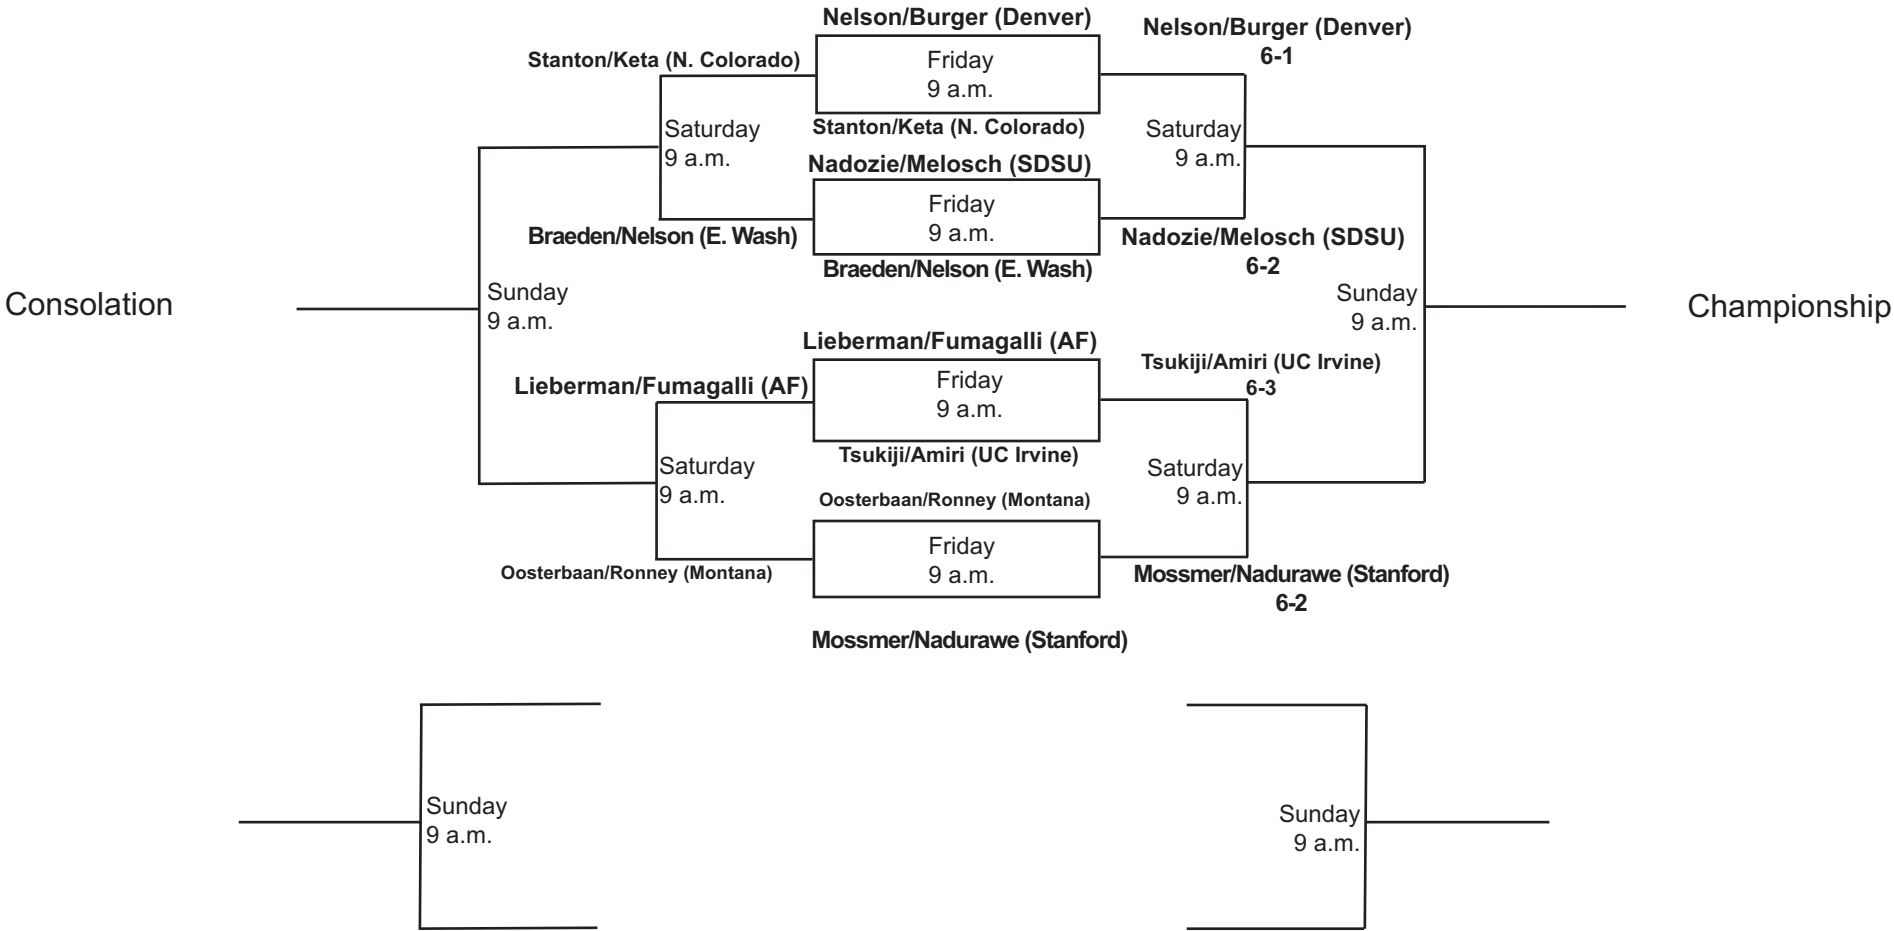 Nelson/Burger (Denver)
Nelson/Burger (Denver)
6-1
Stanton/Keta (N. Colorado)
Friday
9 a.m.
Saturday
9 a.m.
Stanton/Keta (N. Colorado)
Saturday
9 a.m.
Nadozie/Melosch (SDSU)
Friday
9 a.m.
Braeden/Nelson (E. Wash)
Nadozie/Melosch (SDSU)
6-2
Braeden/Nelson (E. Wash)
Consolation
Sunday
9 a.m.
Sunday
9 a.m.
Championship
Lieberman/Fumagalli (AF)
Tsukiji/Amiri (UC Irvine)
6-3
Lieberman/Fumagalli (AF)
Friday
9 a.m.
Tsukiji/Amiri (UC Irvine)
Saturday
9 a.m.
Saturday
9 a.m.
Oosterbaan/Ronney (Montana)
Friday
9 a.m.
Oosterbaan/Ronney (Montana)
Mossmer/Nadurawe (Stanford)
6-2
Mossmer/Nadurawe (Stanford)
Sunday
9 a.m.
Sunday
9 a.m.